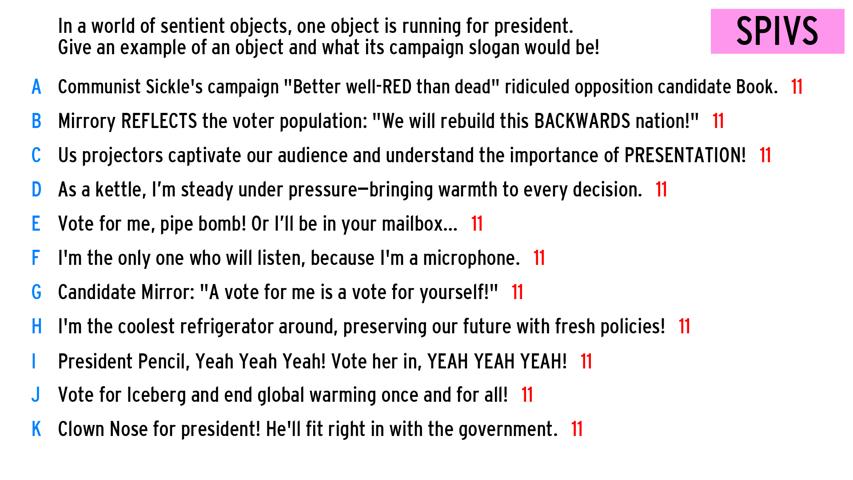 In a world of sentient objects, one object is running for president.
Give an example of an object and what its campaign slogan would be!
SPIVS
A Communist Sickle's campaign "Better well-RED than dead" ridiculed opposition candidate Book. 11
B Mirrory REFLECTS the voter population: "We will rebuild this BACKWARDS nation!" 11
C Us projectors captivate our audience and understand the importance of PRESENTATION! 11
D As a kettle, I’m steady under pressure—bringing warmth to every decision. 11
E Vote for me, pipe bomb! Or I’ll be in your mailbox... 11
F I'm the only one who will listen, because I'm a microphone. 11
G Candidate Mirror: "A vote for me is a vote for yourself!" 11
H I'm the coolest refrigerator around, preserving our future with fresh policies! 11
I President Pencil, Yeah Yeah Yeah! Vote her in, YEAH YEAH YEAH! 11
J Vote for Iceberg and end global warming once and for all! 11
K Clown Nose for president! He'll fit right in with the government. 11